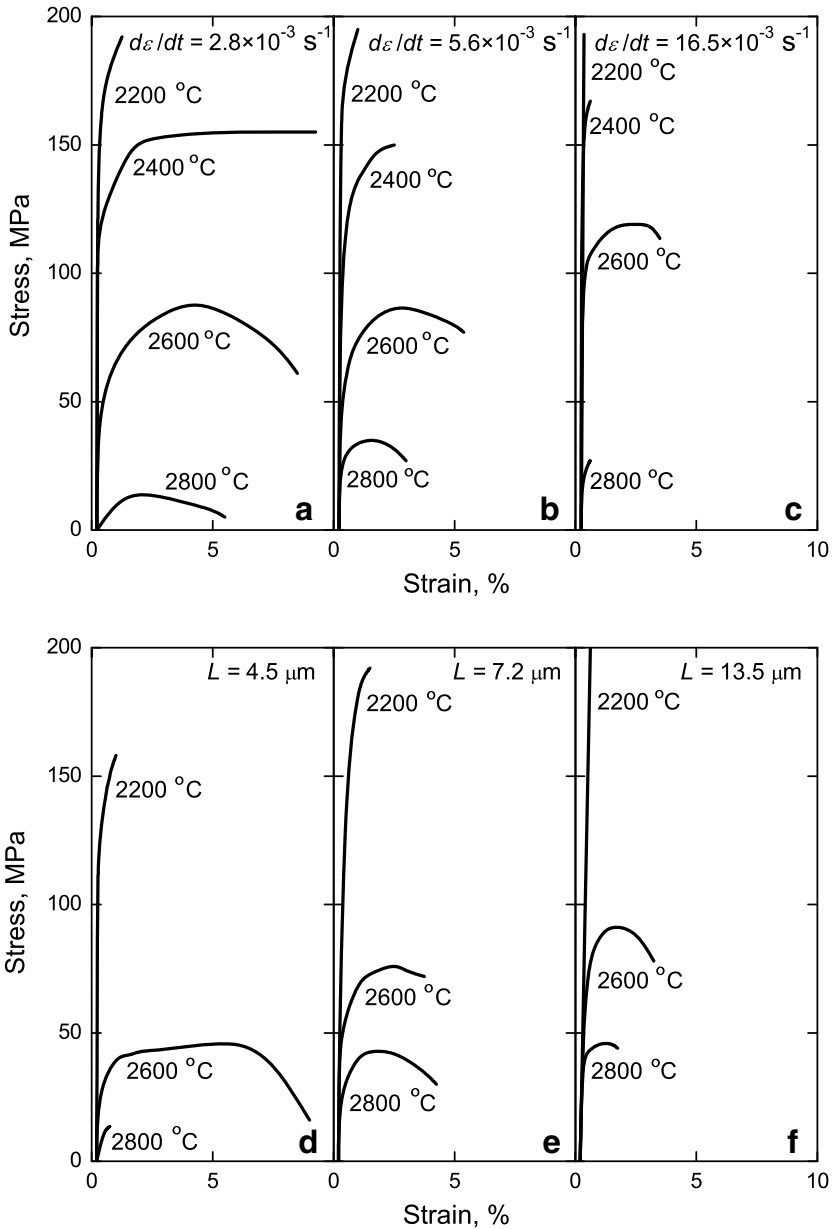 200
150
100
50
0
Stress, MPa
dε/dt = 2.8×10⁻³ s⁻¹
2200 °C
2400 °C
2600 °C
2800 °C
a
dε/dt = 5.6×10⁻³ s⁻¹
2200 °C
2400 °C
2600 °C
2800 °C
b
dε/dt = 16.5×10⁻³ s⁻¹
2200 °C
2400 °C
2600 °C
2800 °C
c
0 5 0 5 0 5 10
Strain, %
200
150
100
50
0
Stress, MPa
L = 4.5 μm
2200 °C
2600 °C
2800 °C
d
L = 7.2 μm
2200 °C
2600 °C
2800 °C
e
L = 13.5 μm
2200 °C
2600 °C
2800 °C
f
0 5 0 5 0 5 10
Strain, %